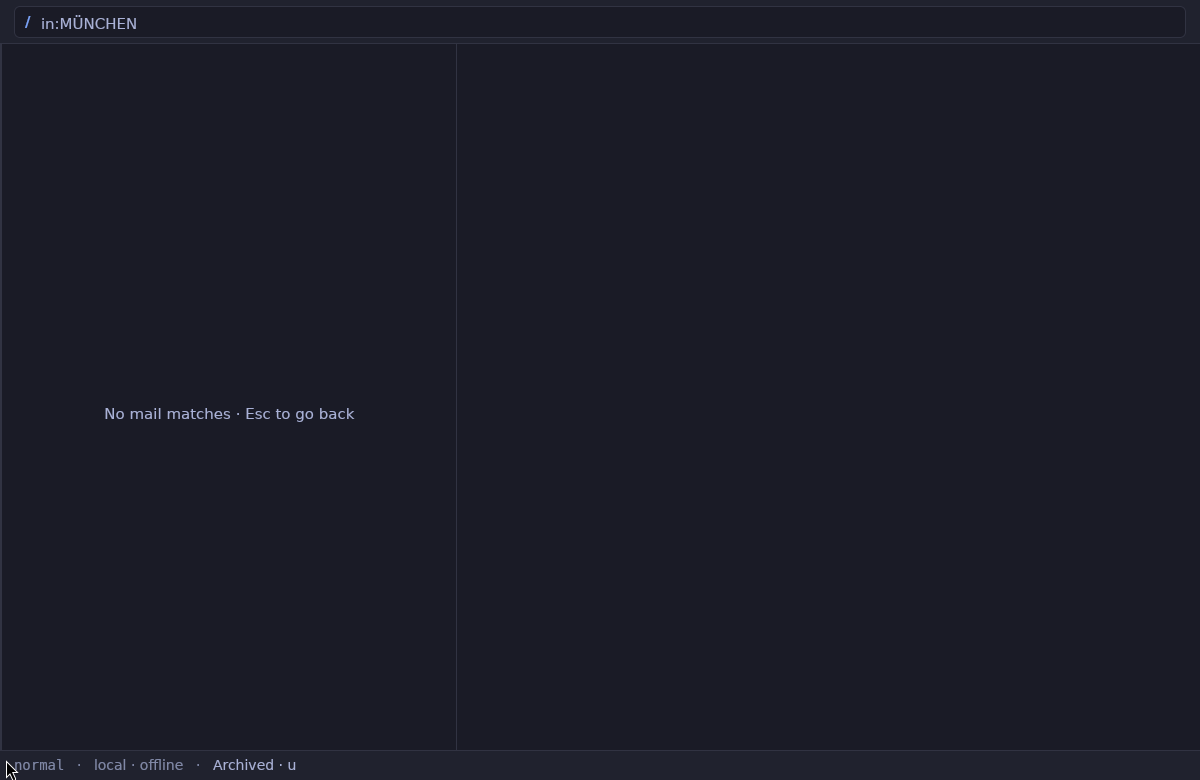 / in:MÜNCHEN
No mail matches · Esc to go back
normal · local · offline · Archived · u